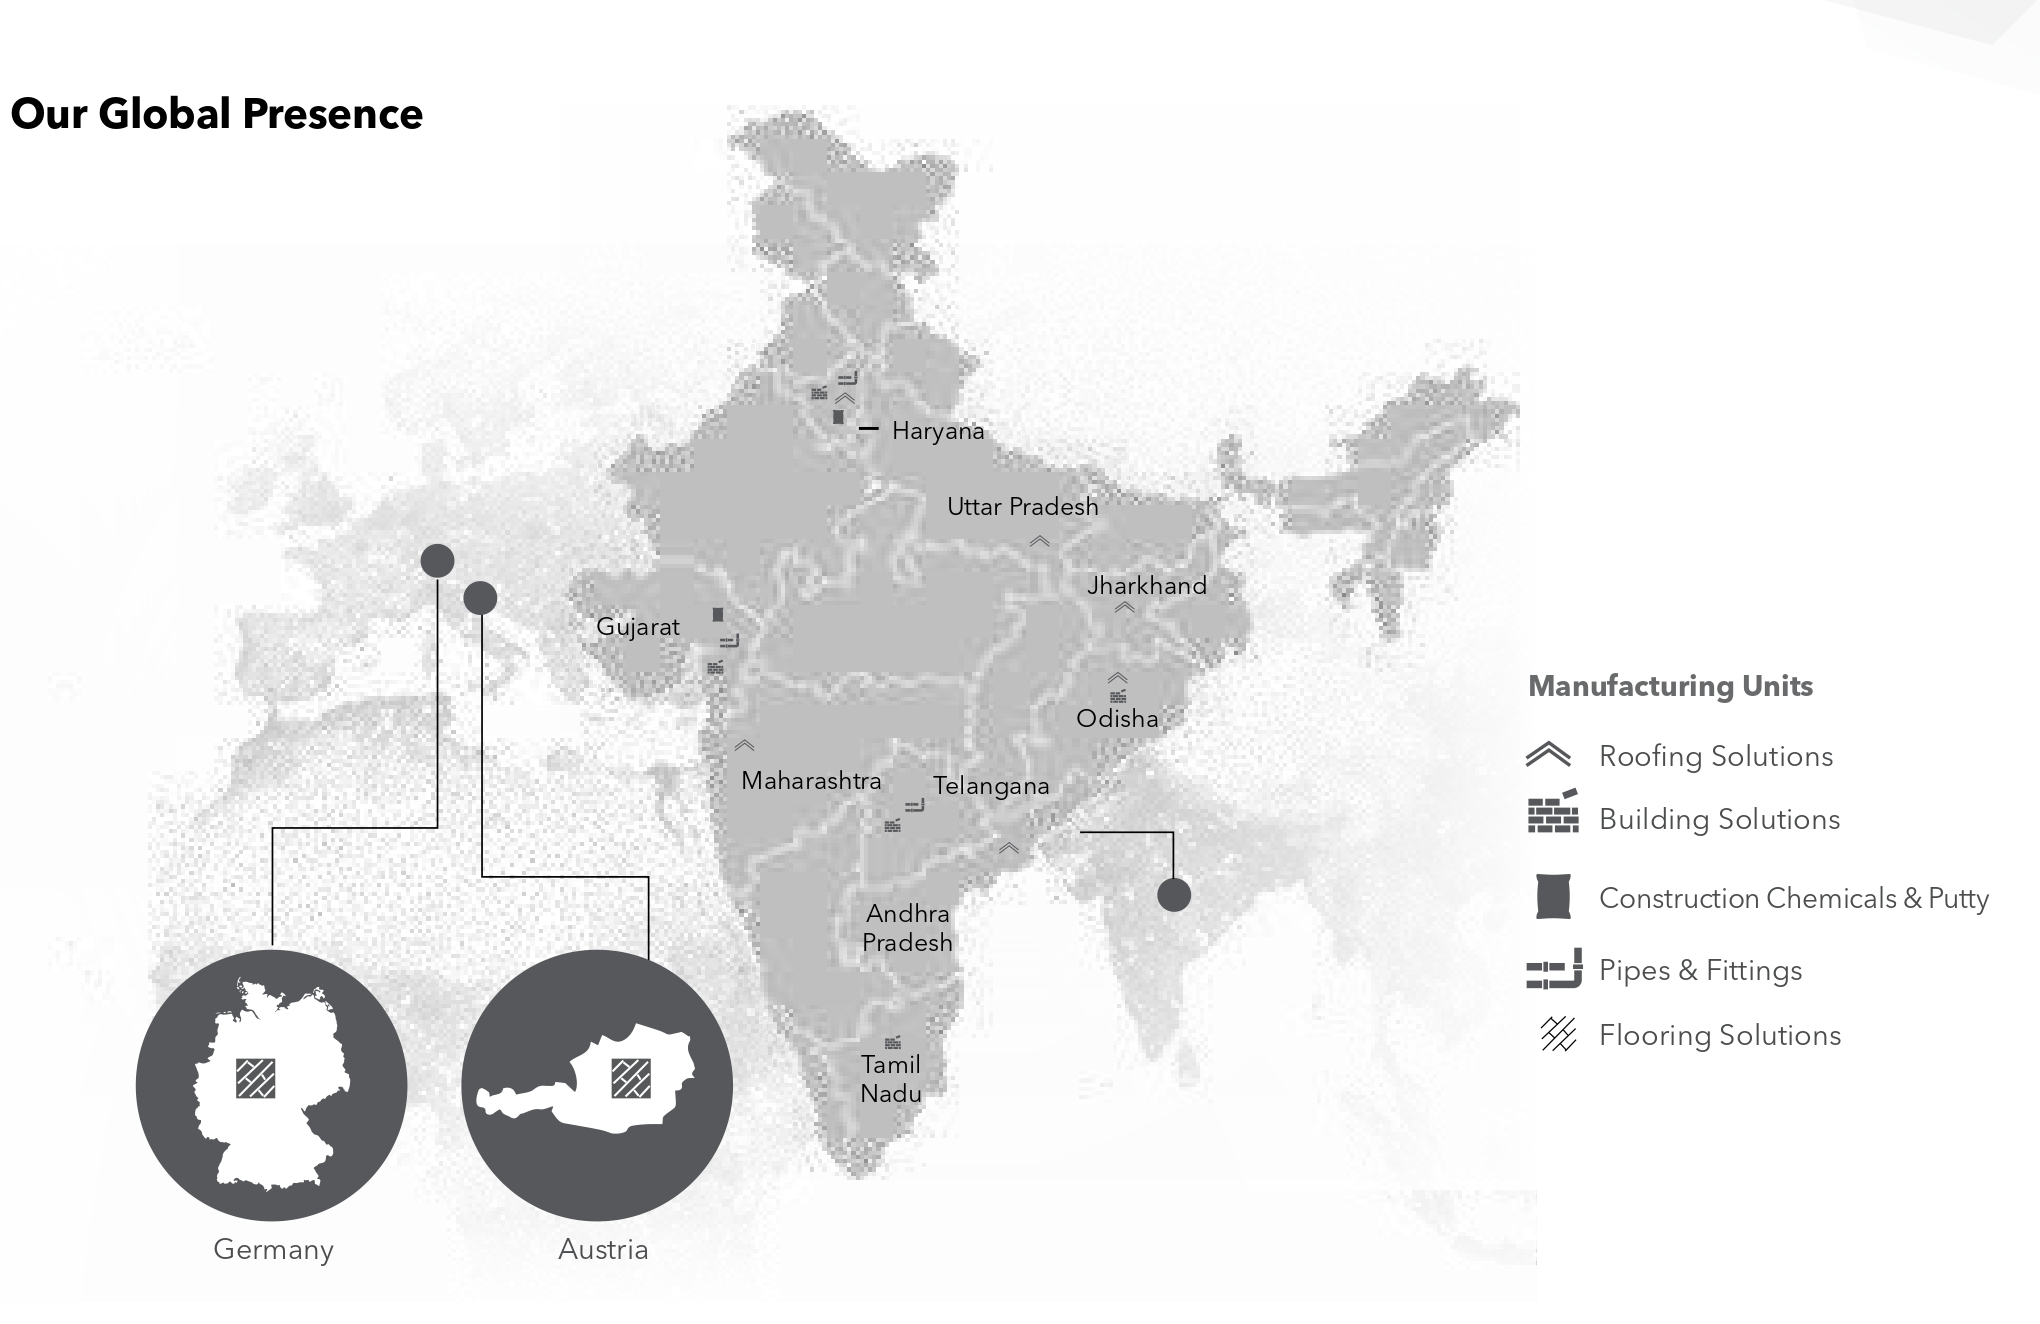 Our Global Presence
Haryana
Uttar Pradesh
Jharkhand
Gujarat
Odisha
Maharashtra
Telangana
Andhra
Pradesh
Tamil
Nadu
Germany
Austria
Manufacturing Units
Roofing Solutions
Building Solutions
Construction Chemicals & Putty
Pipes & Fittings
Flooring Solutions